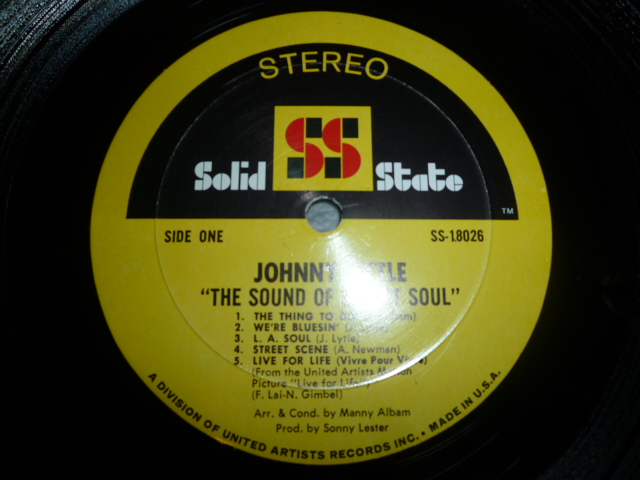 STEREO
SS
Solid State
TM
SIDE ONE SS-18026
JOHNNY
"THE SOUND OF SOUL"
1. THE THING TO
2. WE'RE BLUESIN' (J.
3. L. A. SOUL (J. Lytle)
4. STREET SCENE (A. Newman)
5. LIVE FOR LIFE (Vivre Pour
(From the United Artists
Picture "Live for Life")
(F. Lai-N. Gimbel)
Arr. & Cond. by Manny Albam
Prod. by Sonny Lester
A DIVISION OF UNITED ARTISTS RECORDS INC. • MADE IN U.S.A.